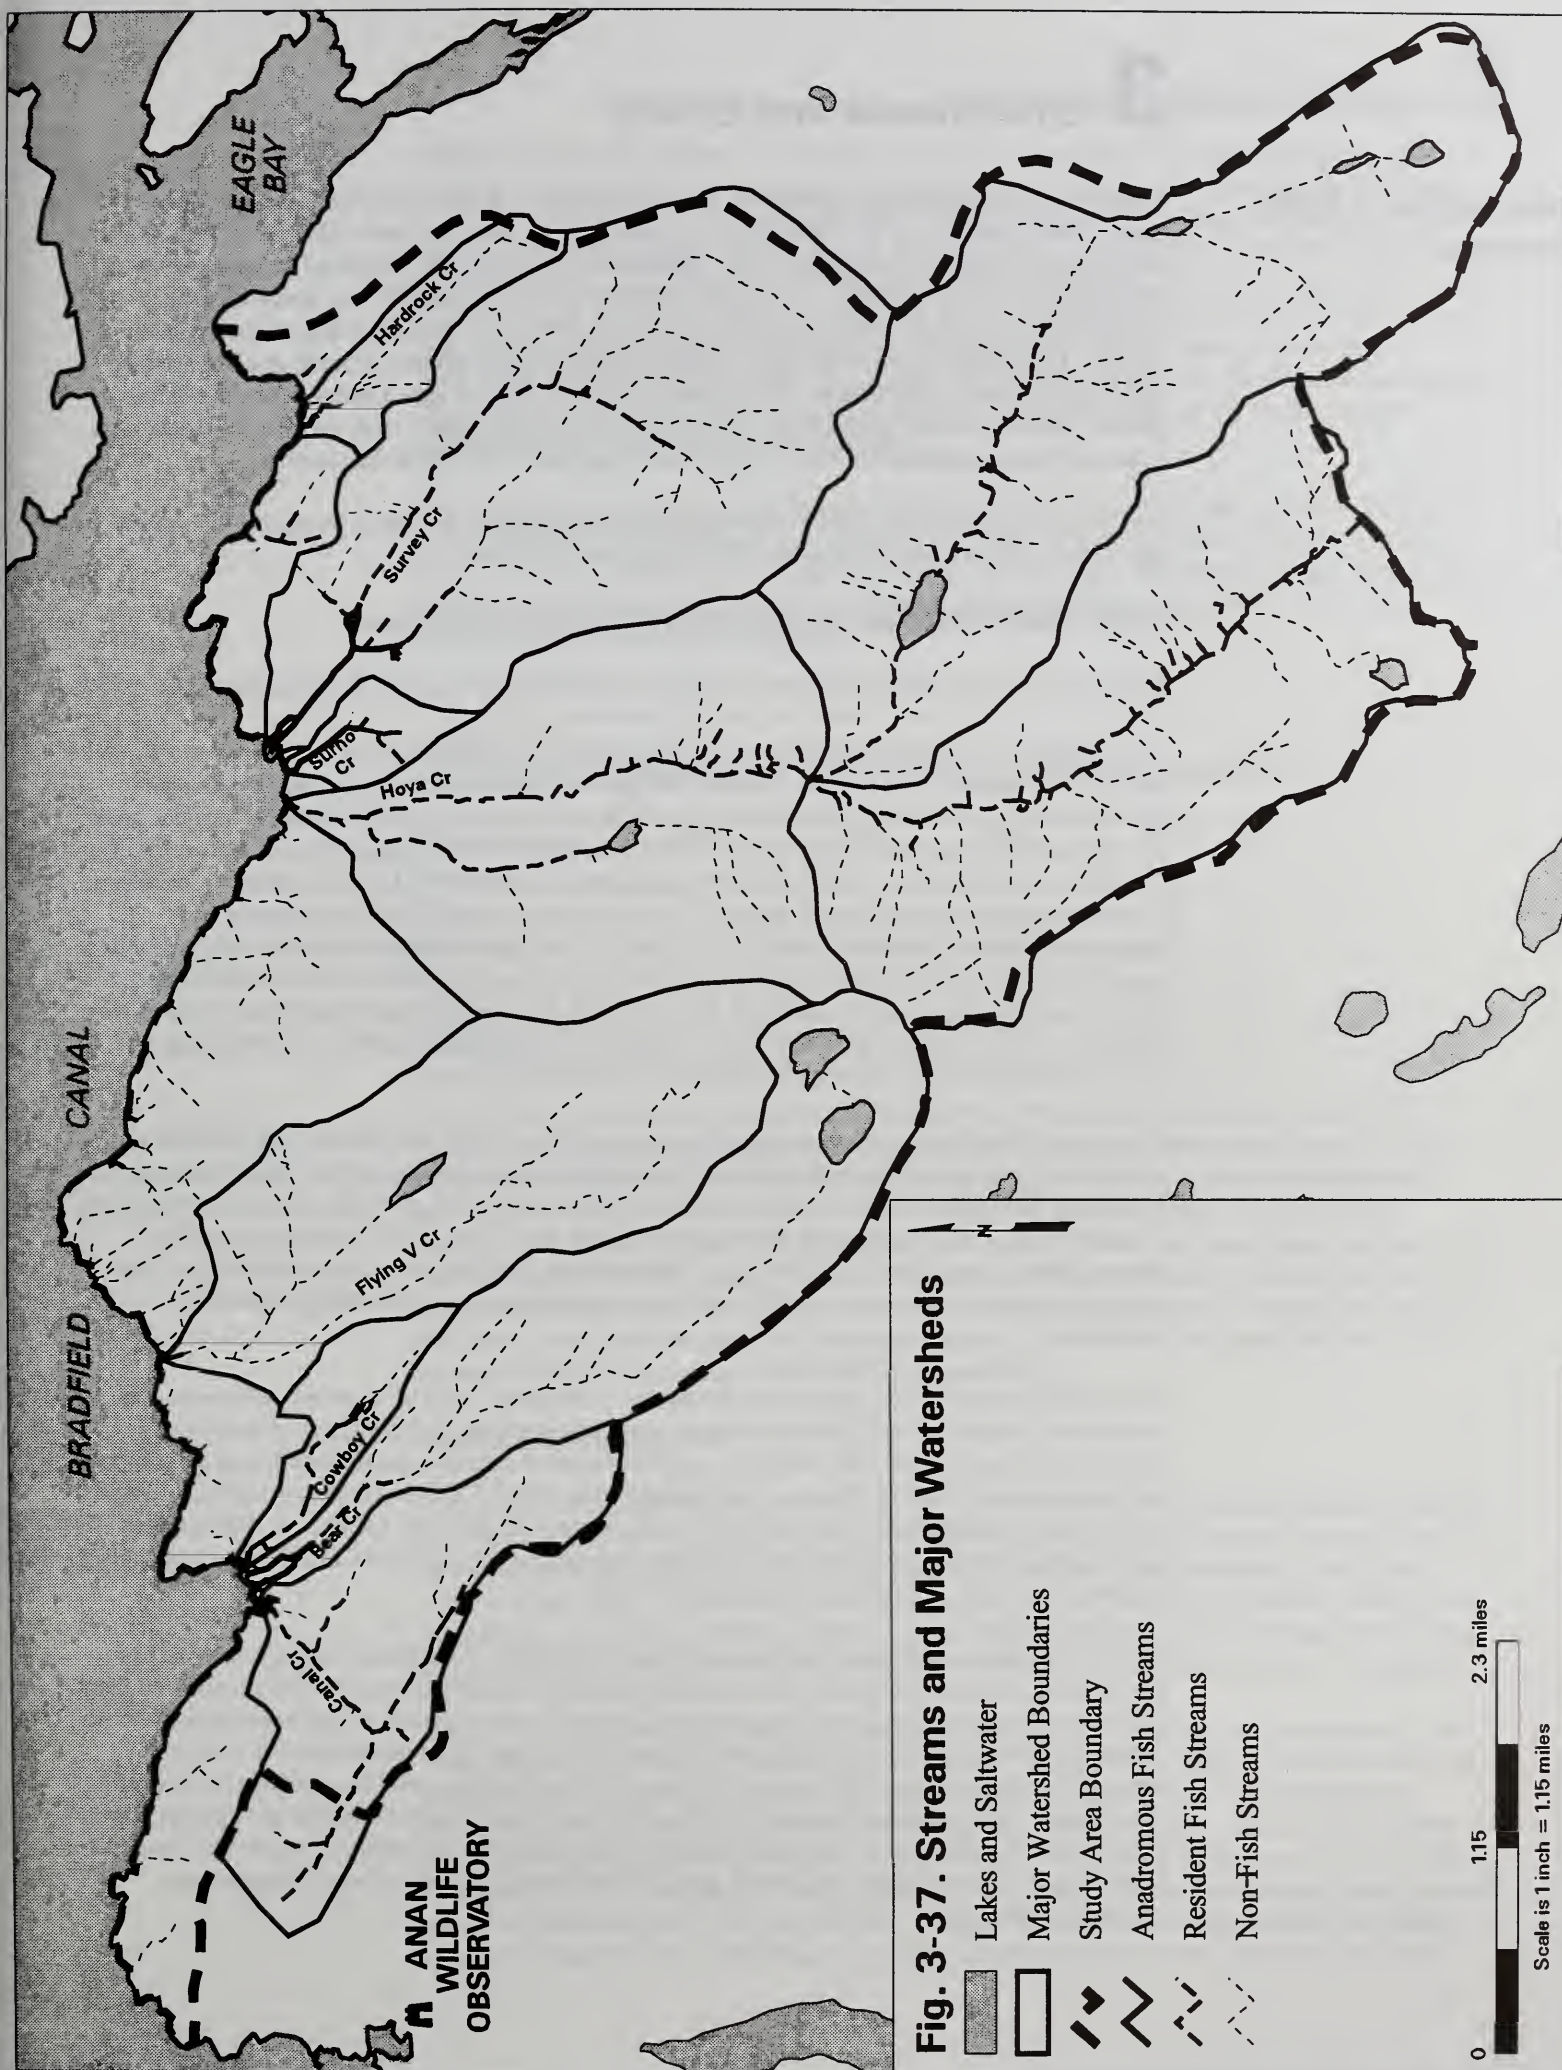 EAGLE
BAY
BRADFIELD CANAL
Hardrock Cr
Survey Cr
Sumo
Cr
Hoya Cr
Flying V Cr
Cowboy Cr
Bear Cr
Canal Cr
ANAN
WILDLIFE
OBSERVATORY
N
Fig. 3-37. Streams and Major Watersheds
Lakes and Saltwater
Major Watershed Boundaries
Study Area Boundary
Anadromous Fish Streams
Resident Fish Streams
Non-Fish Streams
0 1.15 2.3 miles
Scale is 1 inch = 1.15 miles